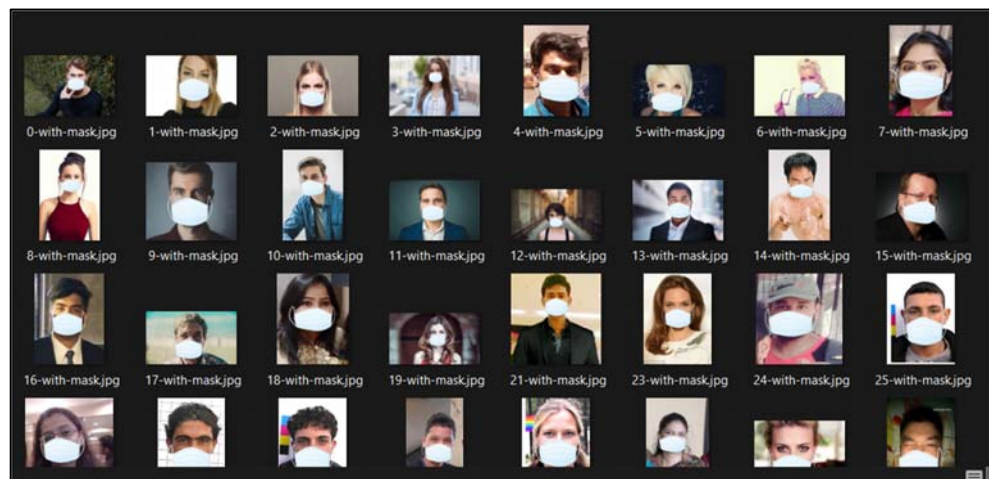 0-with-mask.jpg 1-with-mask.jpg 2-with-mask.jpg 3-with-mask.jpg 4-with-mask.jpg 5-with-mask.jpg 6-with-mask.jpg 7-with-mask.jpg
8-with-mask.jpg 9-with-mask.jpg 10-with-mask.jpg 11-with-mask.jpg 12-with-mask.jpg 13-with-mask.jpg 14-with-mask.jpg 15-with-mask.jpg
16-with-mask.jpg 17-with-mask.jpg 18-with-mask.jpg 19-with-mask.jpg 21-with-mask.jpg 23-with-mask.jpg 24-with-mask.jpg 25-with-mask.jpg